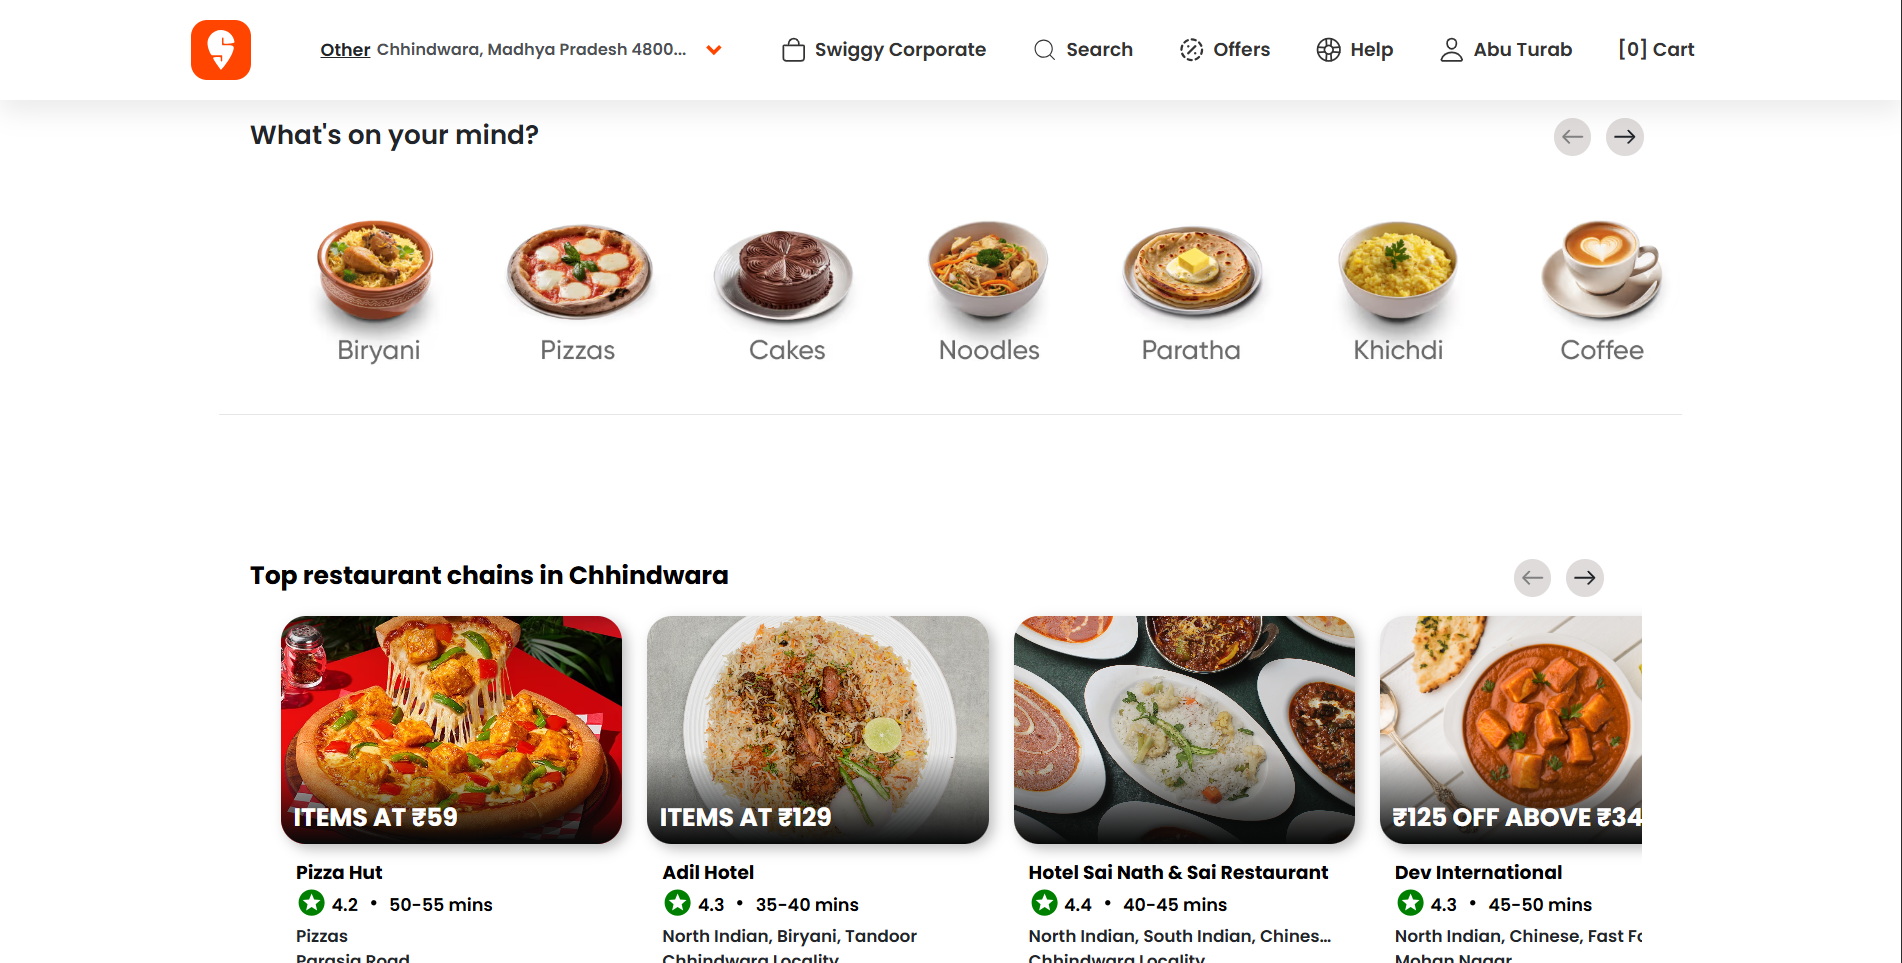 Other Chhindwara, Madhya Pradesh 4800... Swiggy Corporate Search Offers Help Abu Turab [0] Cart
What's on your mind?
Biryani Pizzas Cakes Noodles Paratha Khichdi Coffee
Top restaurant chains in Chhindwara
ITEMS AT ₹59 ITEMS AT ₹129 ₹125 OFF ABOVE ₹34
Pizza Hut Adil Hotel Hotel Sai Nath & Sai Restaurant Dev International
4.2 • 50-55 mins 4.3 • 35-40 mins 4.4 • 40-45 mins 4.3 • 45-50 mins
Pizzas North Indian, Biryani, Tandoor North Indian, South Indian, Chines... North Indian, Chinese, Fast Fo
Parasia Road Chhindwara Locality Chhindwara Locality Mohan Nagar